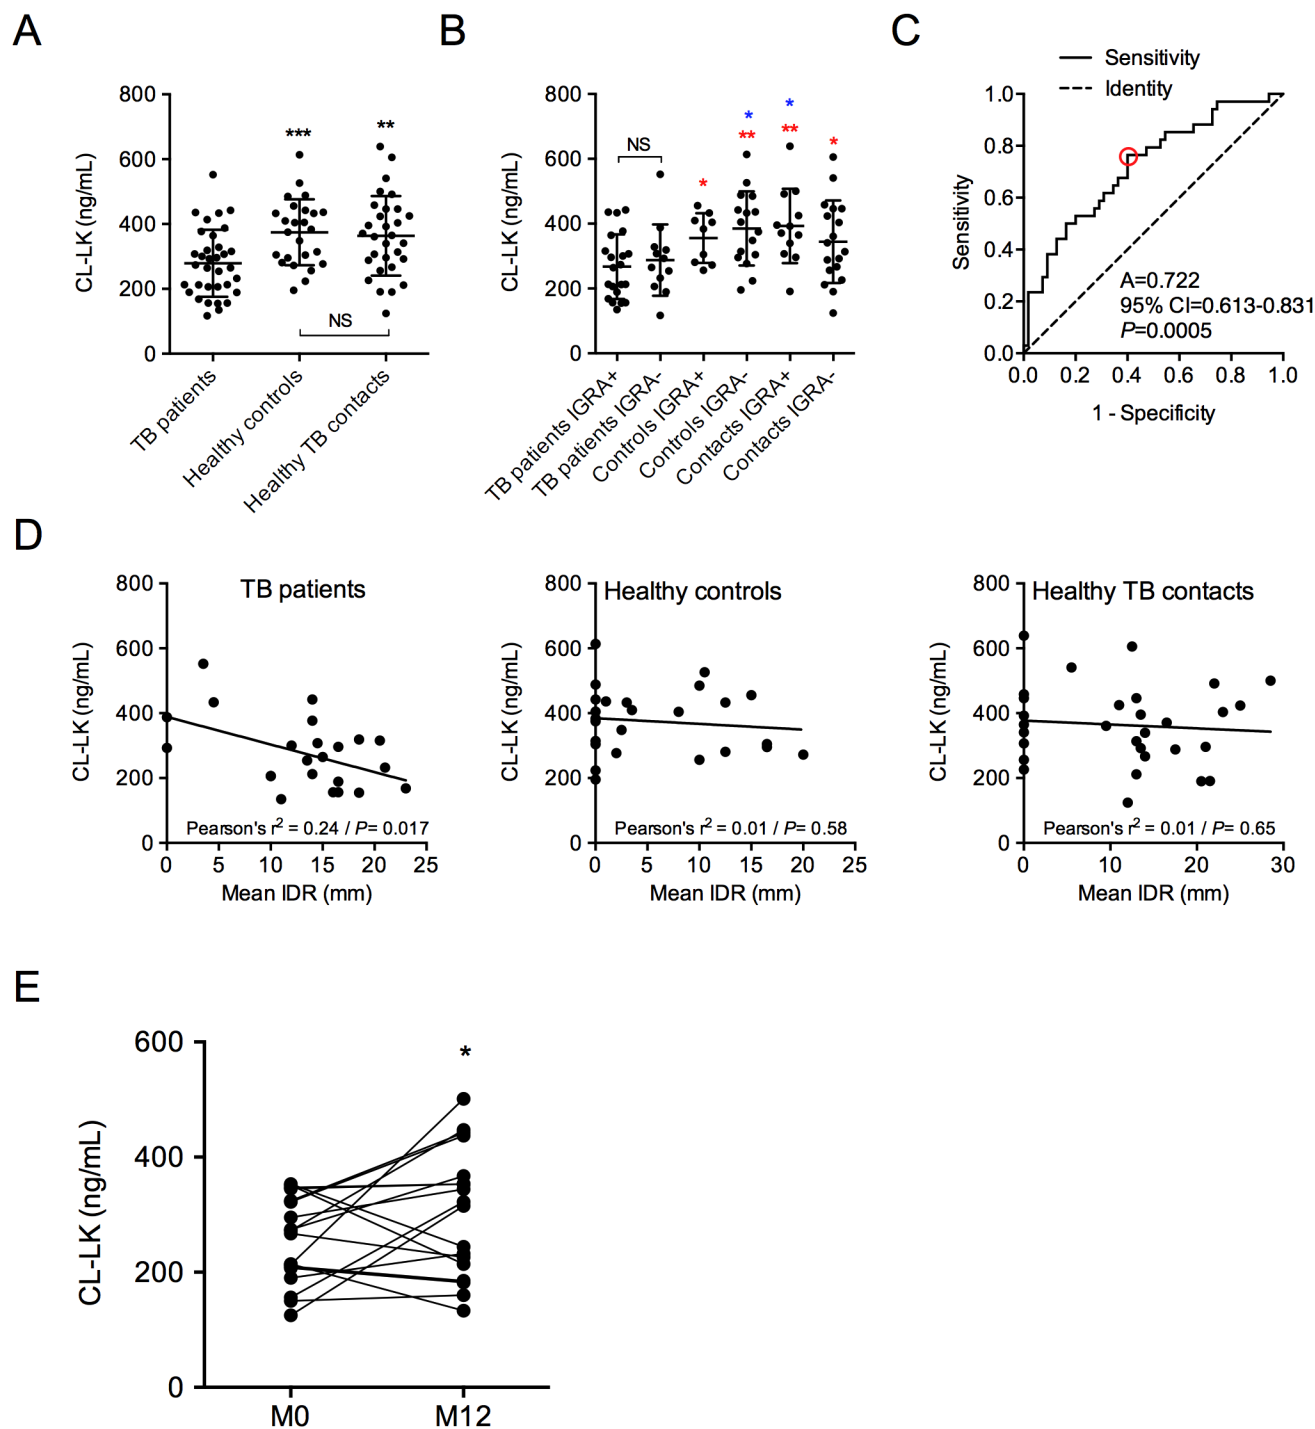 A
CL-LK (ng/mL)
800
600
400
200
0
***
**
NS
TB patients
Healthy controls
Healthy TB contacts
B
CL-LK (ng/mL)
800
600
400
200
0
NS
*
*
**
*
**
*
TB patients IGRA+
TB patients IGRA-
Controls IGRA+
Controls IGRA-
Contacts IGRA+
Contacts IGRA-
C
Sensitivity
Identity
Sensitivity
1.0
0.8
0.6
0.4
0.2
0.0
A=0.722
95% CI=0.613-0.831
P=0.0005
0.0 0.2 0.4 0.6 0.8 1.0
1 - Specificity
D
TB patients
CL-LK (ng/mL)
800
600
400
200
0
Pearson's r2 = 0.24 / P= 0.017
0 5 10 15 20 25
Mean IDR (mm)
Healthy controls
CL-LK (ng/mL)
800
600
400
200
0
Pearson's r2 = 0.01 / P= 0.58
0 5 10 15 20 25
Mean IDR (mm)
Healthy TB contacts
CL-LK (ng/mL)
800
600
400
200
0
Pearson's r2 = 0.01 / P= 0.65
0 10 20 30
Mean IDR (mm)
E
CL-LK (ng/mL)
600
400
200
0
*
M0 M12